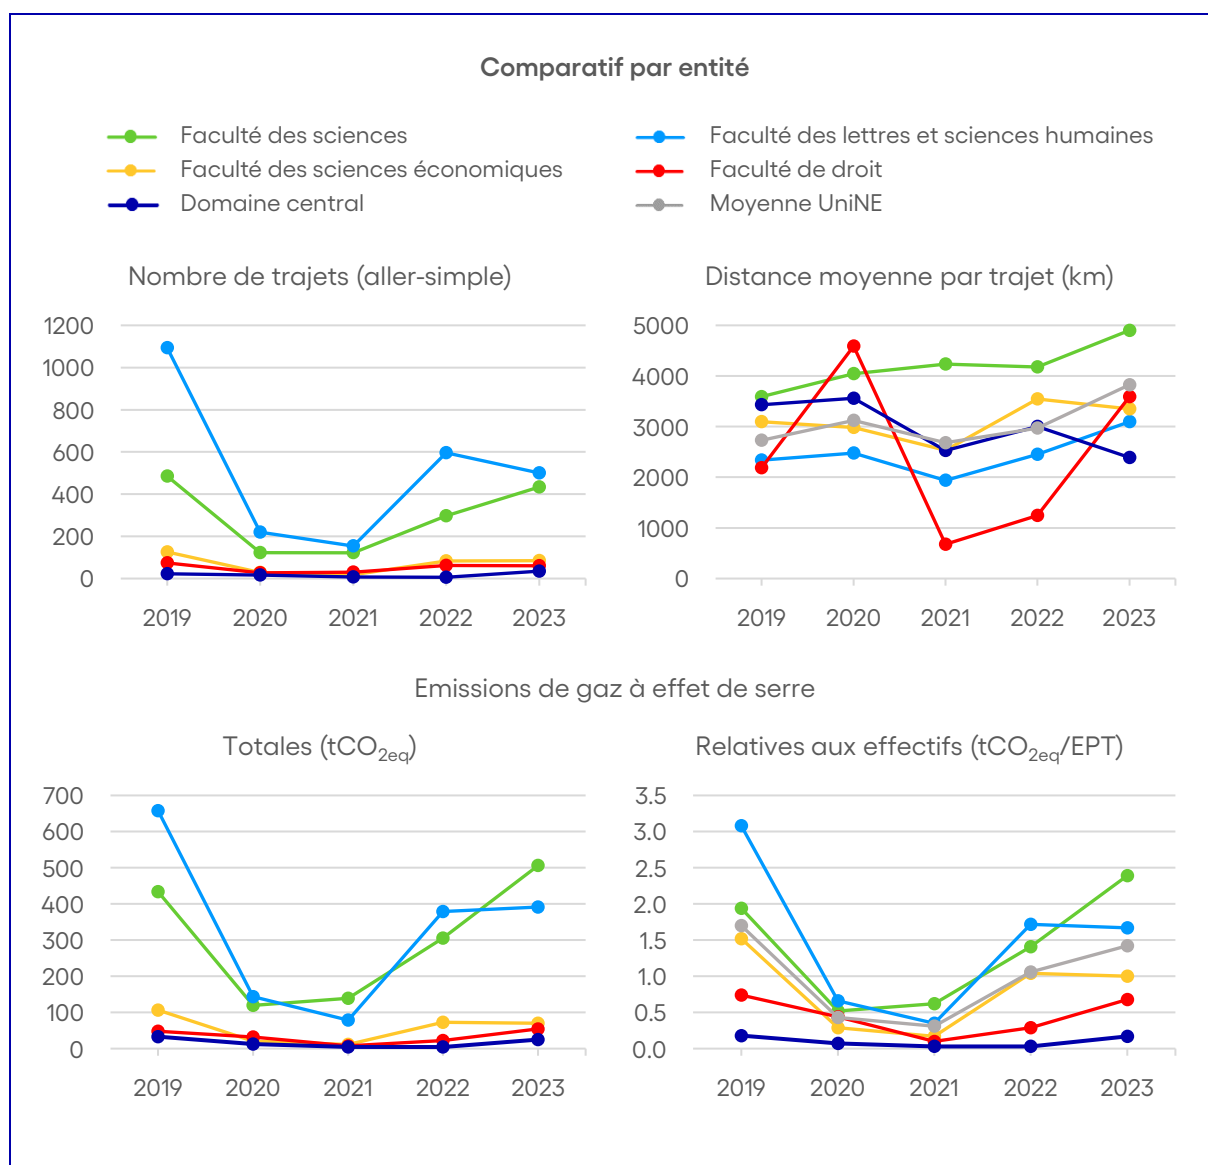 Comparatif par entité
Faculté des sciences
Faculté des lettres et sciences humaines
Faculté des sciences économiques
Faculté de droit
Domaine central
Moyenne UniNE
Nombre de trajets (aller-simple)
1200
1000
800
600
400
200
0
2019 2020 2021 2022 2023
Distance moyenne par trajet (km)
5000
4000
3000
2000
1000
0
2019 2020 2021 2022 2023
Emissions de gaz à effet de serre
Totales (tCO2eq)
700
600
500
400
300
200
100
0
2019 2020 2021 2022 2023
Relatives aux effectifs (tCO2eq/EPT)
3.5
3.0
2.5
2.0
1.5
1.0
0.5
0.0
2019 2020 2021 2022 2023